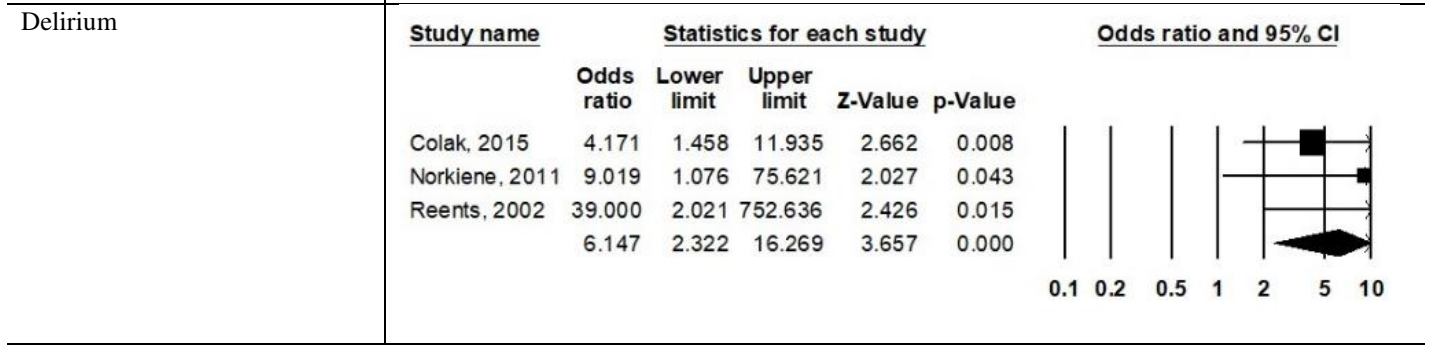 Delirium
Study name Statistics for each study Odds ratio and 95% CI
Odds Lower Upper
ratio limit limit Z-Value p-Value
Colak, 2015 4.171 1.458 11.935 2.662 0.008
Norkiene, 2011 9.019 1.076 75.621 2.027 0.043
Reents, 2002 39.000 2.021 752.636 2.426 0.015
6.147 2.322 16.269 3.657 0.000
0.1 0.2 0.5 1 2 5 10